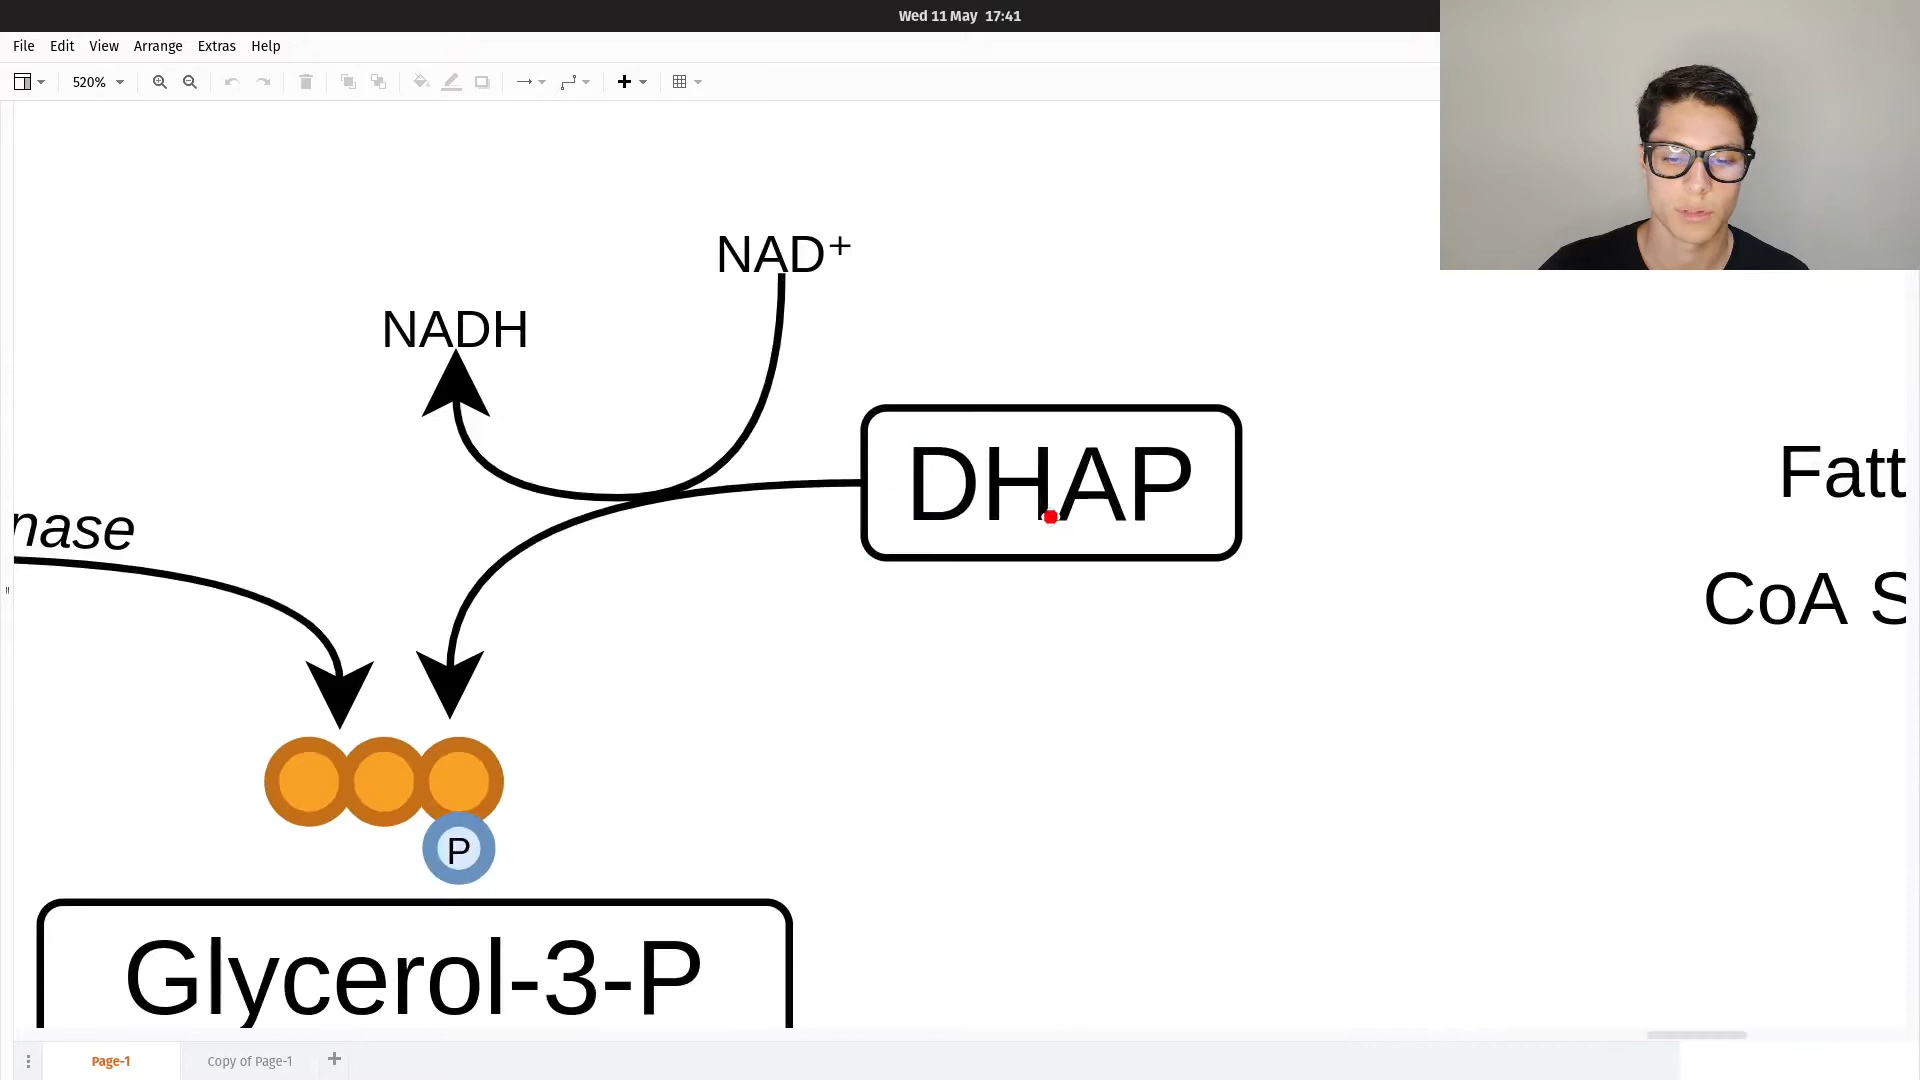 Wed 11 May 17:41
File Edit View Arrange Extras Help
520%
NAD⁺
NADH
DHAP
Fatt
nase
CoA S
P
Glycerol-3-P
Page-1 Copy of Page-1